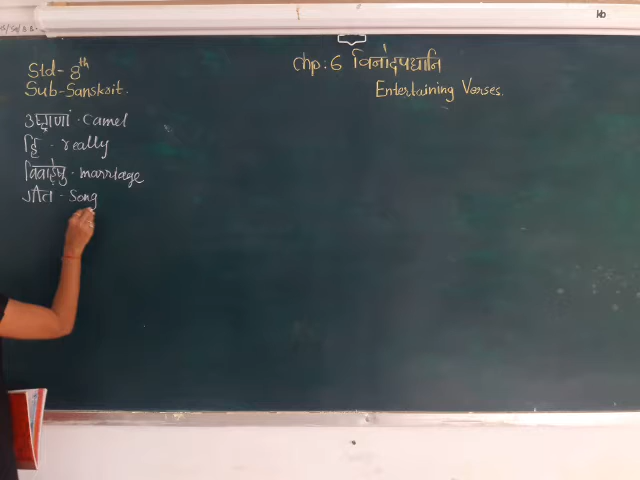 Std - 8th
Sub - Sanskrit.
Chp : 6 विनोदपद्यानि
Entertaining Verses.
उष्ट्राणां - Camel
हि - really
विवाहेषु - marriage
गीत - Song